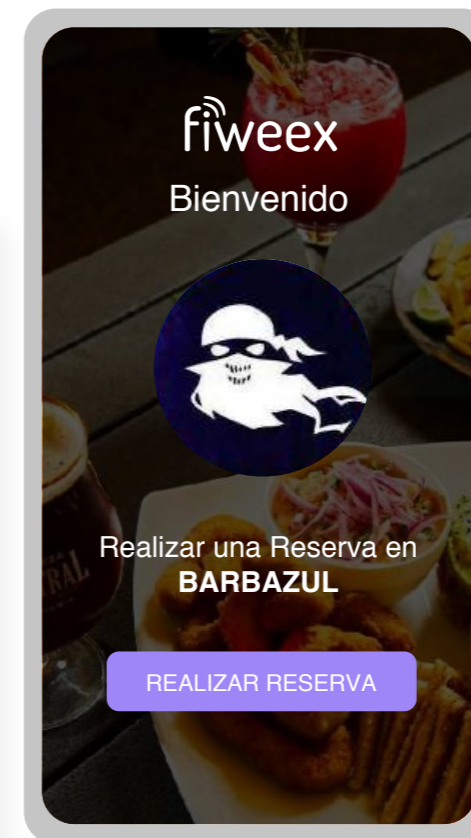 fiweex
Bienvenido
Realizar una Reserva en
BARBAZUL
REALIZAR RESERVA